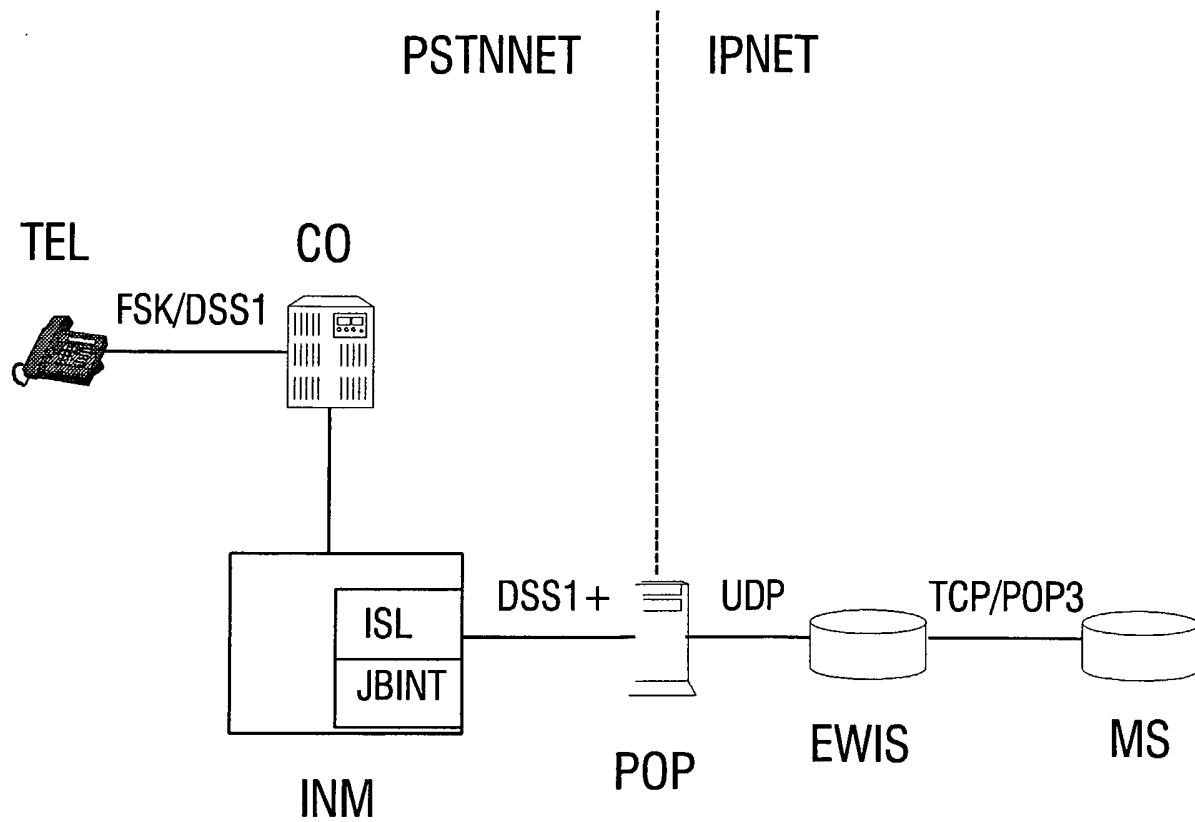 PSTNNET
IPNET
TEL
CO
FSK/DSS1
DSS1+
UDP
TCP/POP3
ISL
JBINT
INM
POP
EWIS
MS